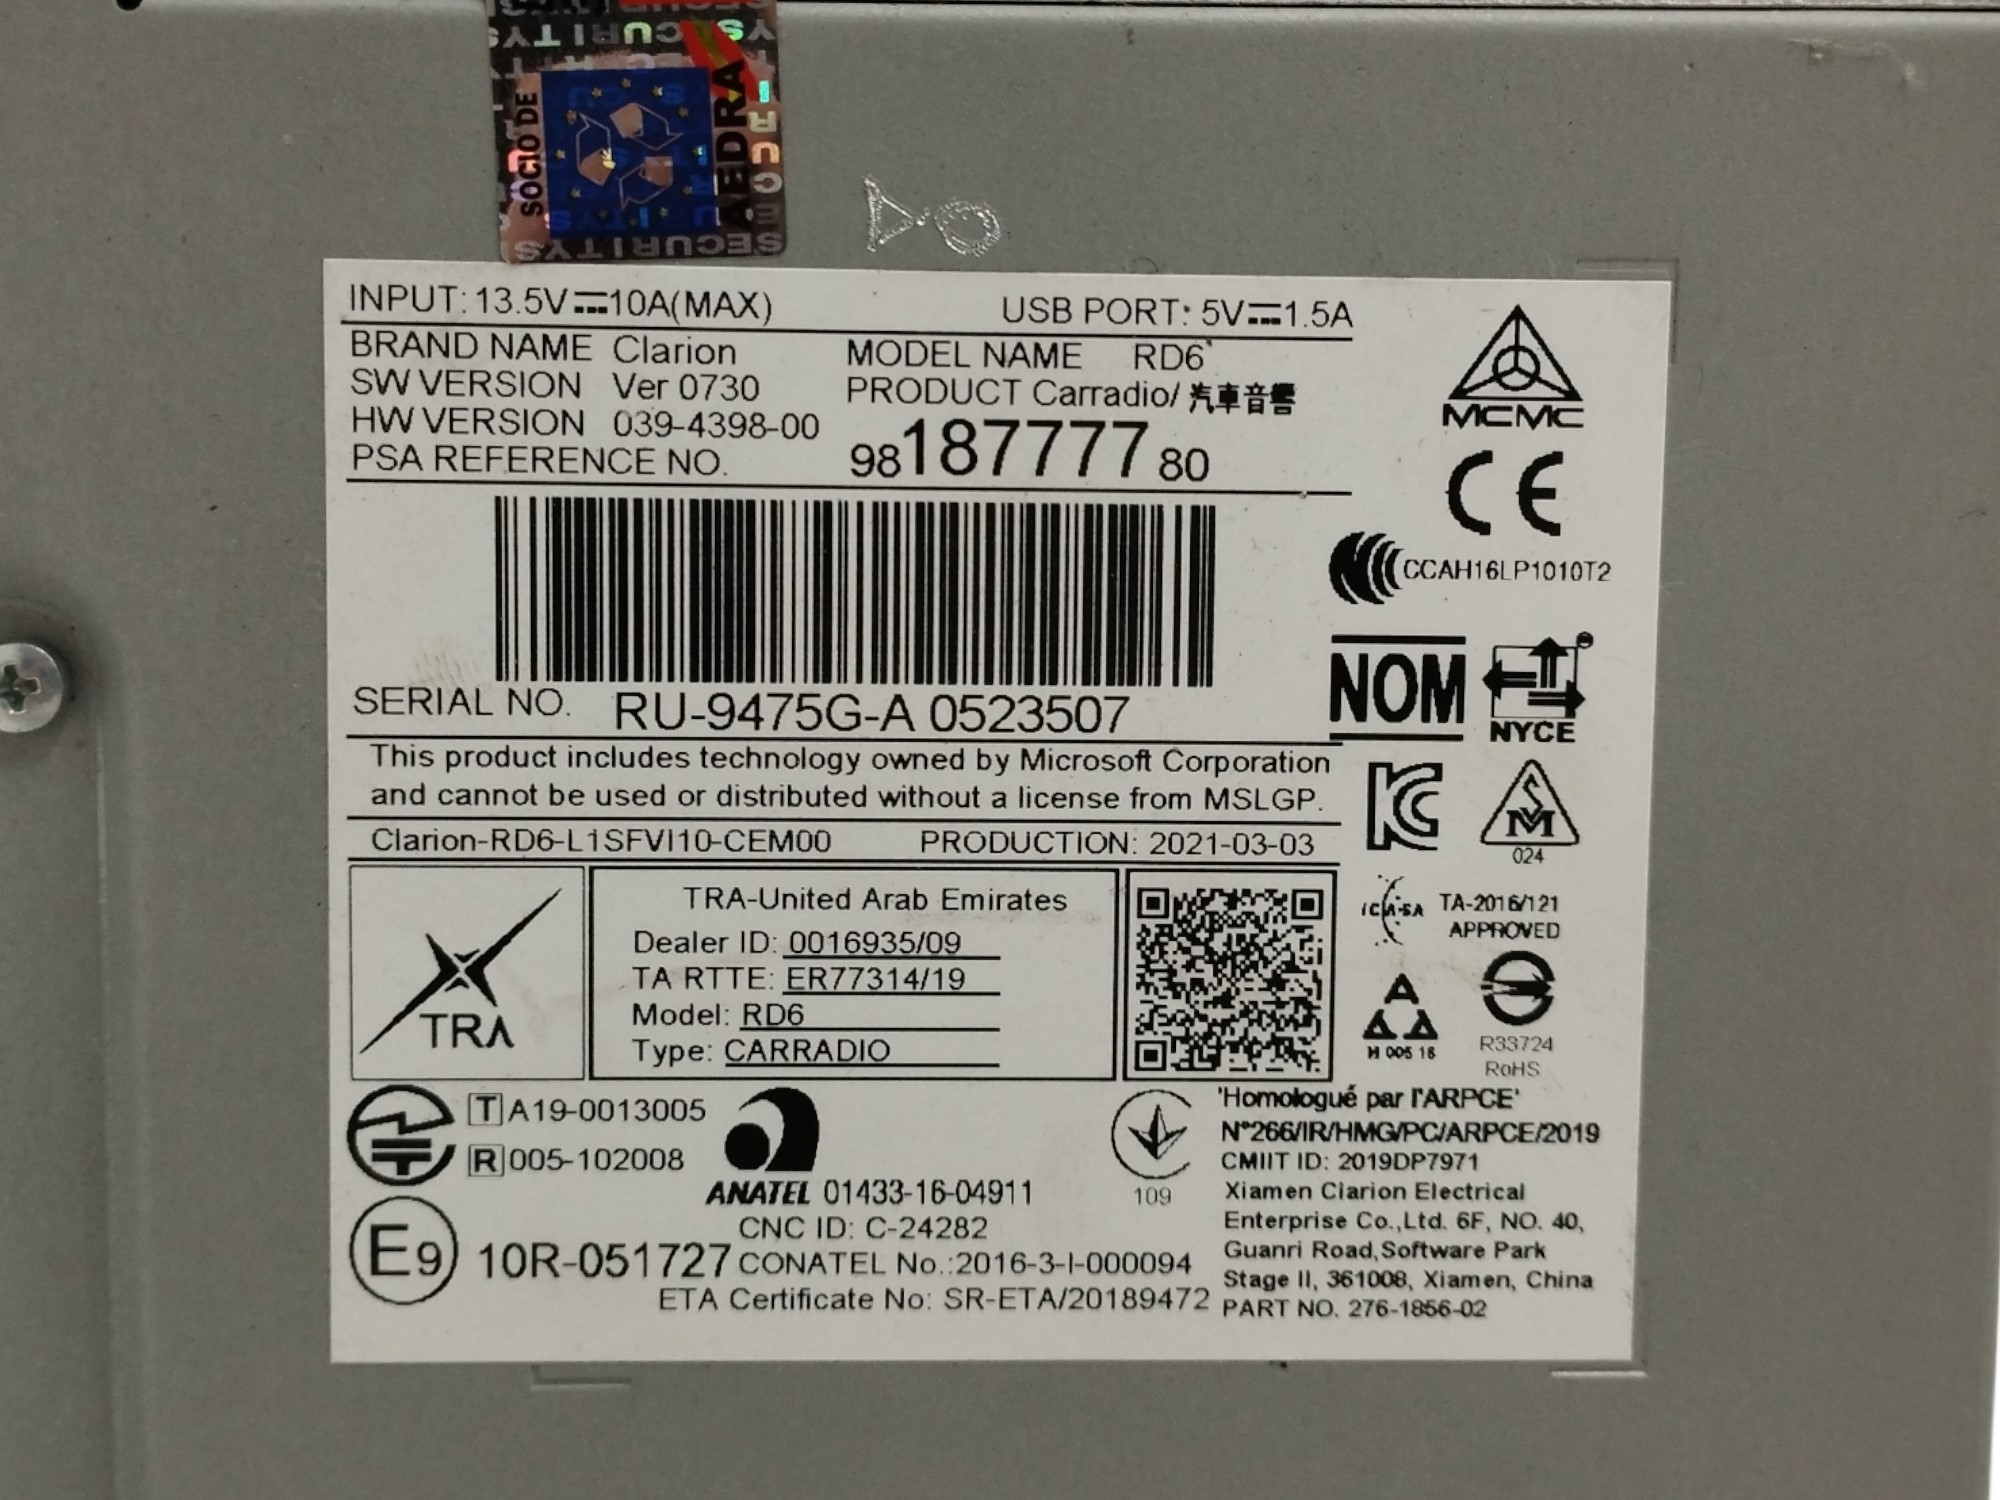 SECURITYS
SOCIO DE
AEDRA
SECURITYS
INPUT: 13.5V⎓10A(MAX) USB PORT: 5V⎓1.5A
BRAND NAME Clarion MODEL NAME RD6
SW VERSION Ver 0730 PRODUCT Carradio/ 汽車音響
HW VERSION 039-4398-00
PSA REFERENCE NO. 98187777780
MCMC
CE
CCAH16LP1010T2
SERIAL NO. RU-9475G-A 0523507
NOM
NYCE
This product includes technology owned by Microsoft Corporation
and cannot be used or distributed without a license from MSLGP.
Clarion-RD6-L1SFVI10-CEM00 PRODUCTION: 2021-03-03
024
TRA
TRA-United Arab Emirates
Dealer ID: 0016935/09
TA RTTE: ER77314/19
Model: RD6
Type: CARRADIO
ICASA TA-2016/121
APPROVED
H 005 16
R33724
RoHS
T A19-0013005
R 005-102008
ANATEL 01433-16-04911
109
CNC ID: C-24282
E9 10R-051727 CONATEL No.:2016-3-I-000094
ETA Certificate No: SR-ETA/20189472
'Homologué par l'ARPCE'
N°266/IR/HMG/PC/ARPCE/2019
CMIIT ID: 2019DP7971
Xiamen Clarion Electrical
Enterprise Co.,Ltd. 6F, NO. 40,
Guanri Road,Software Park
Stage II, 361008, Xiamen, China
PART NO. 276-1856-02